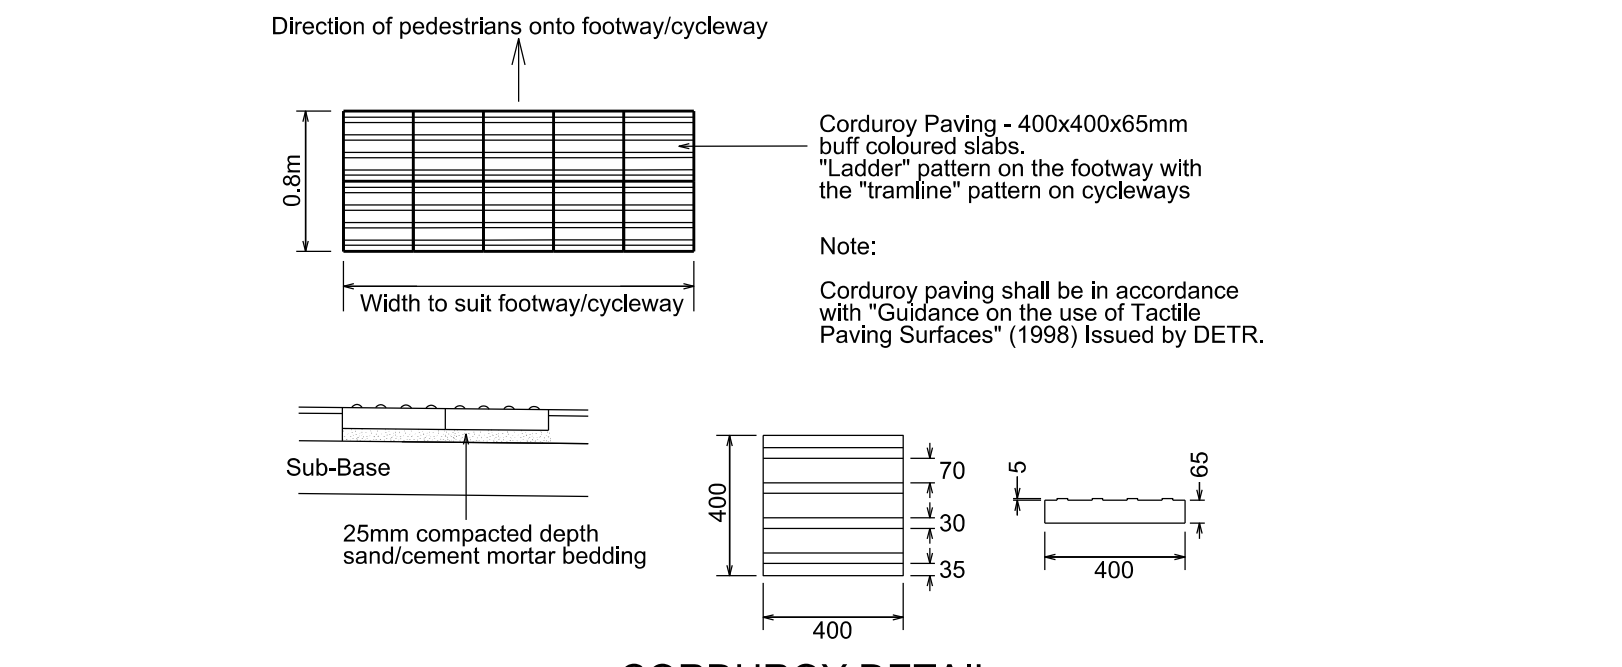 Direction of pedestrians onto footway/cycleway
0.8m
Corduroy Paving - 400x400x65mm
buff coloured slabs.
"Ladder" pattern on the footway with
the "tramline" pattern on cycleways
Note:
Corduroy paving shall be in accordance
with "Guidance on the use of Tactile
Paving Surfaces" (1998) Issued by DETR.
Width to suit footway/cycleway
Sub-Base
25mm compacted depth
sand/cement mortar bedding
400
70
30
35
400
5
65
400
CORDUROY DETAIL